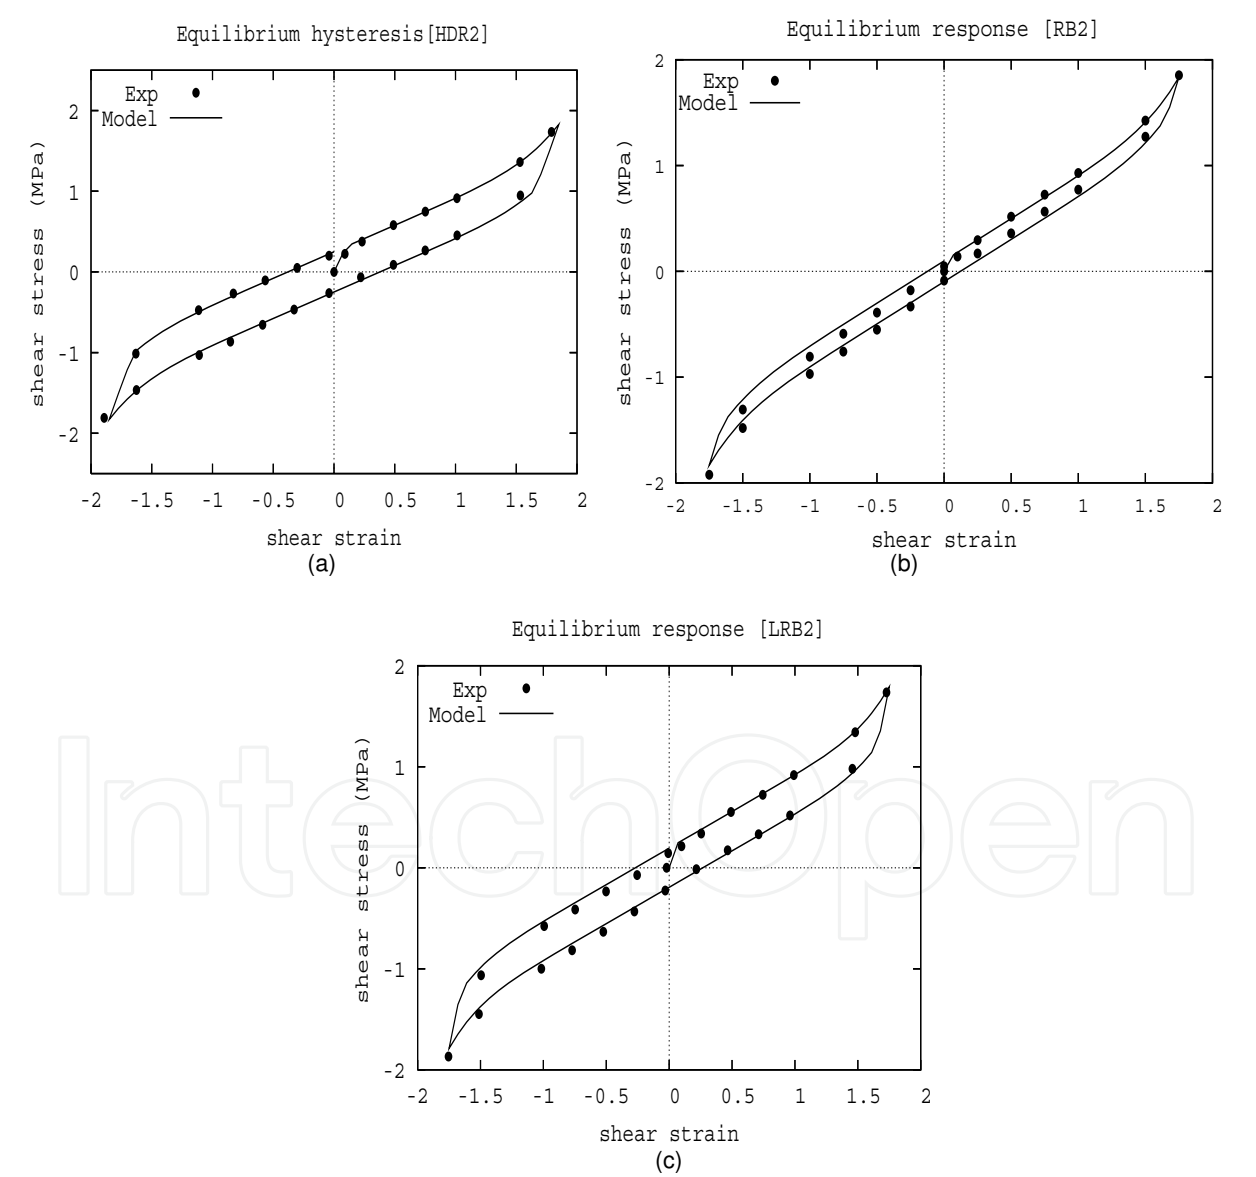 Equilibrium hysteresis[HDR2]
Exp
Model
shear stress (MPa)
2
1
0
-1
-2
-2 -1.5 -1 -0.5 0 0.5 1 1.5 2
shear strain
(a)
Equilibrium response [RB2]
Exp
Model
shear stress (MPa)
2
1
0
-1
-2
-2 -1.5 -1 -0.5 0 0.5 1 1.5 2
shear strain
(b)
Equilibrium response [LRB2]
Exp
Model
shear stress (MPa)
2
1
0
-1
-2
-2 -1.5 -1 -0.5 0 0.5 1 1.5 2
shear strain
(c)
IntechOpen